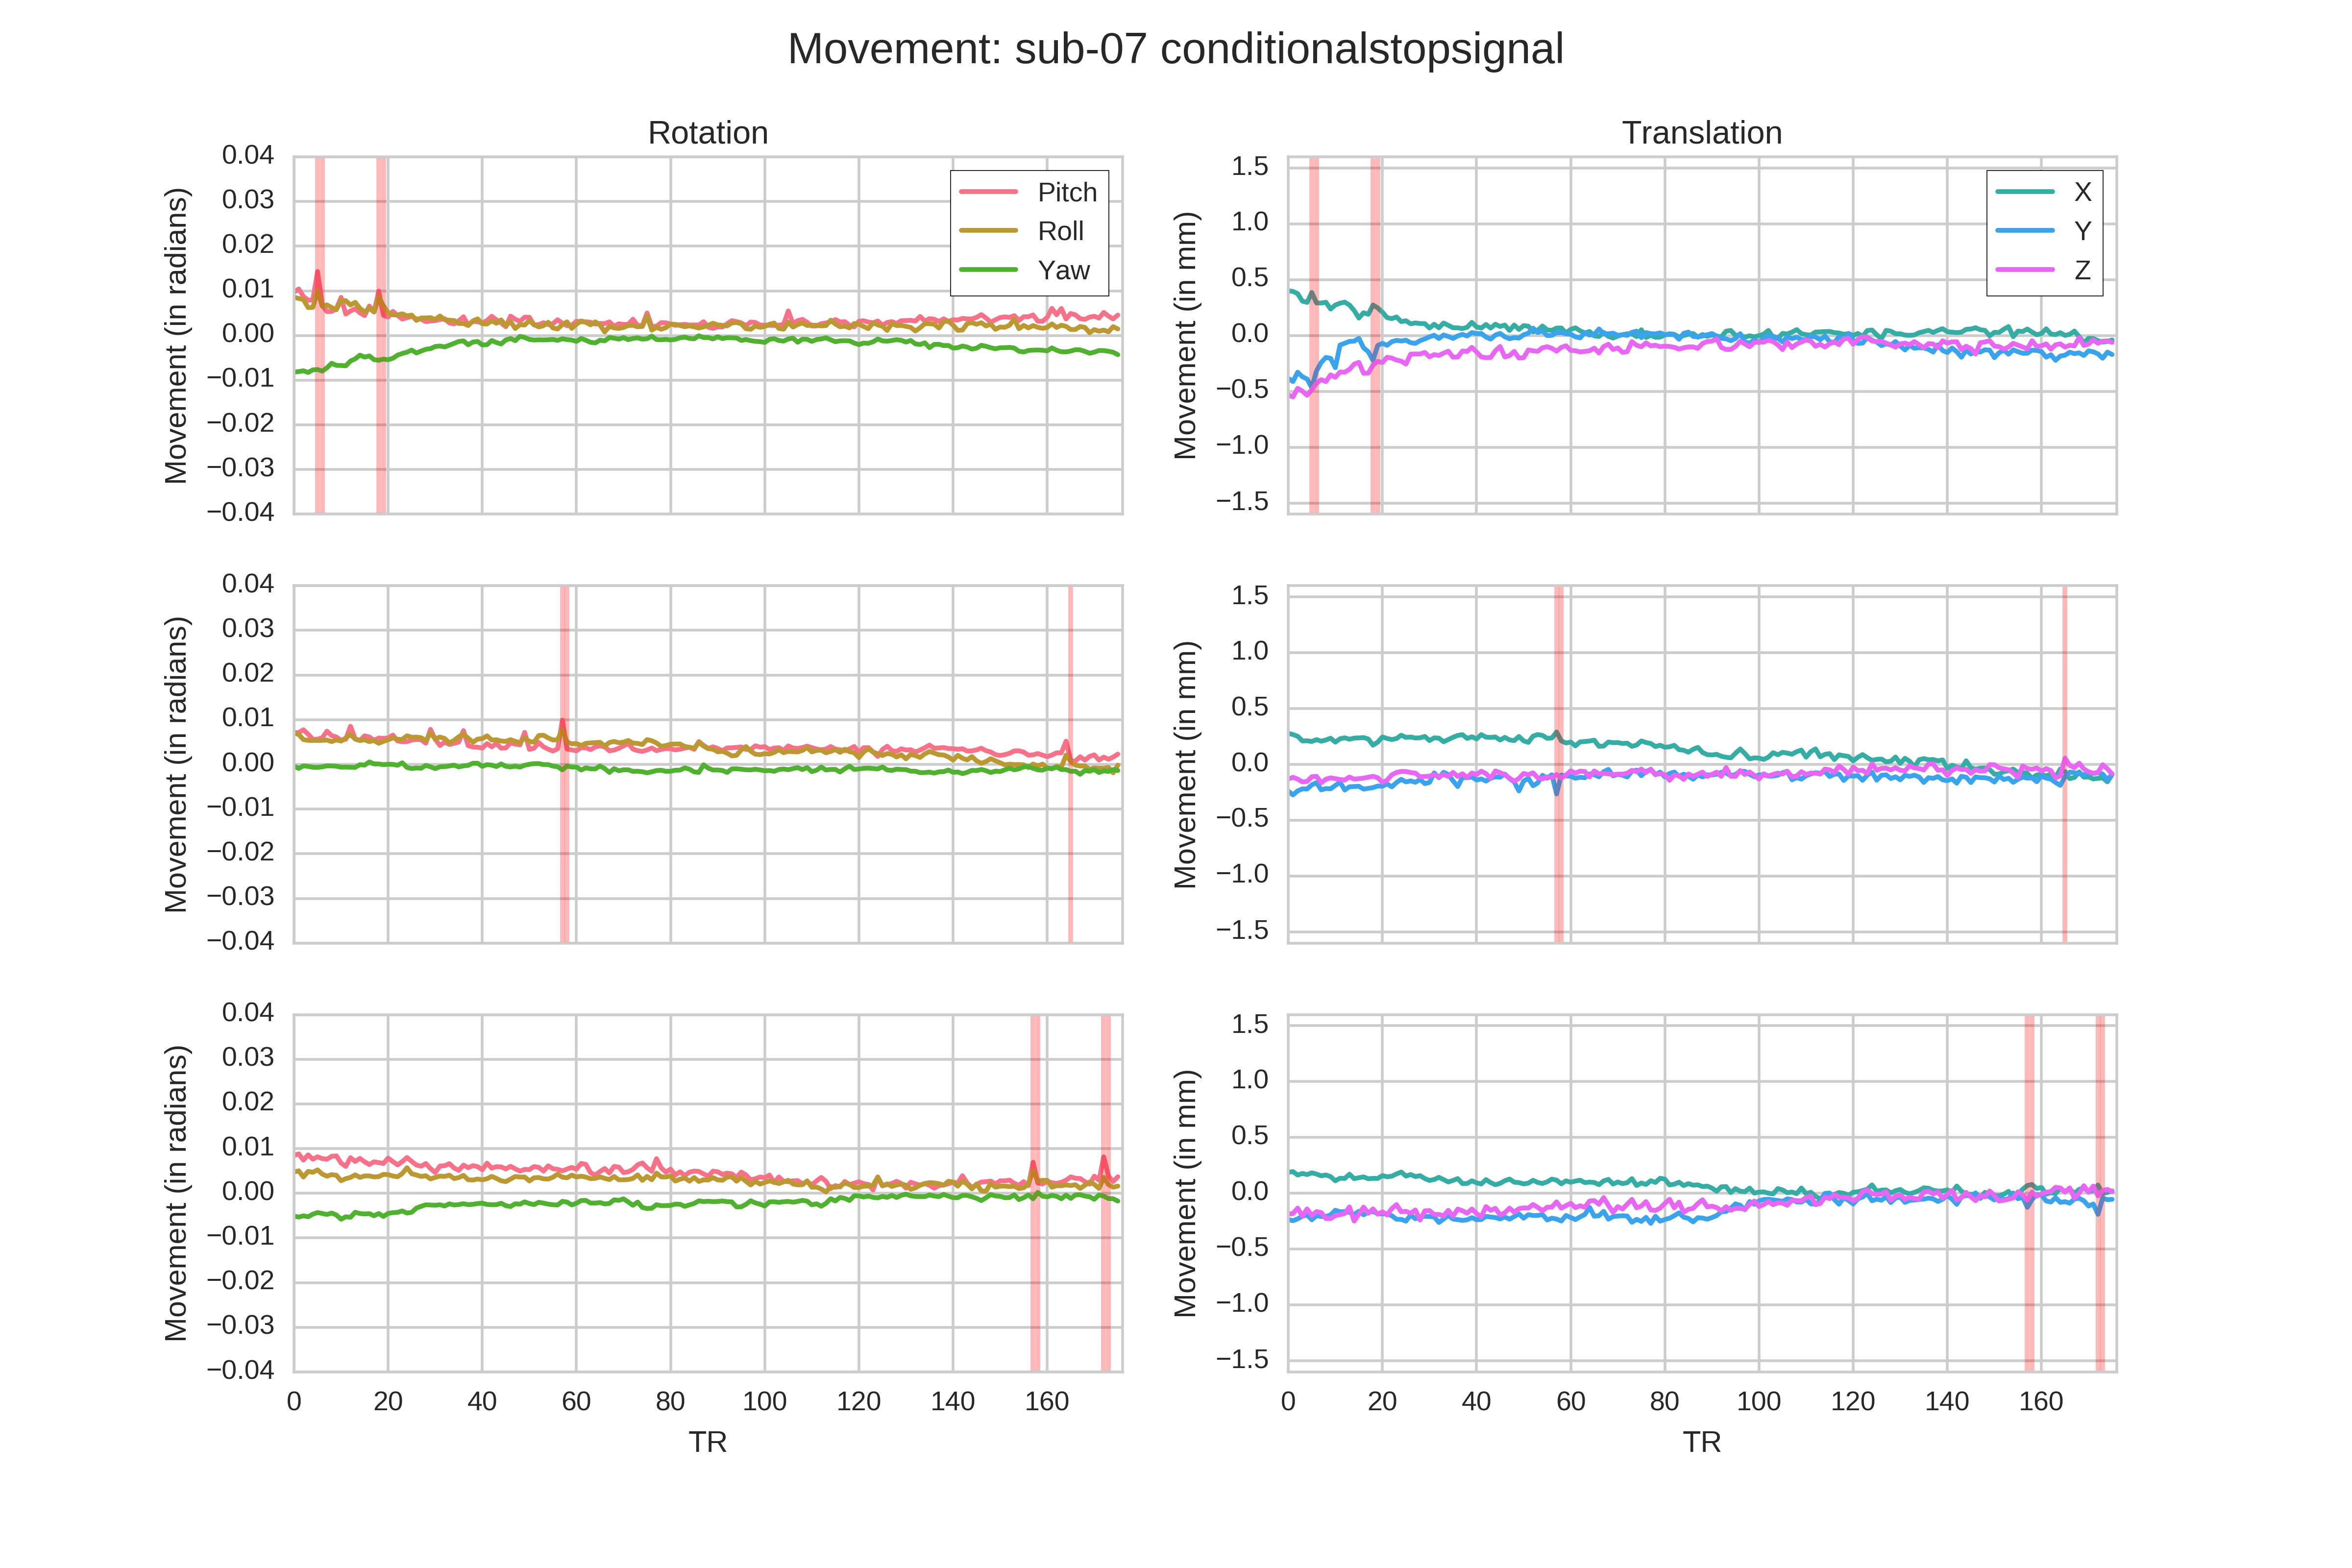 Movement: sub-07 conditionalstopsignal
Rotation
Translation
Movement (in radians)
0.04
0.03
0.02
0.01
0.00
−0.01
−0.02
−0.03
−0.04
Pitch
Roll
Yaw
Movement (in mm)
1.5
1.0
0.5
0.0
−0.5
−1.0
−1.5
X
Y
Z
Movement (in radians)
0.04
0.03
0.02
0.01
0.00
−0.01
−0.02
−0.03
−0.04
Movement (in mm)
1.5
1.0
0.5
0.0
−0.5
−1.0
−1.5
Movement (in radians)
0.04
0.03
0.02
0.01
0.00
−0.01
−0.02
−0.03
−0.04
0 20 40 60 80 100 120 140 160
TR
Movement (in mm)
1.5
1.0
0.5
0.0
−0.5
−1.0
−1.5
0 20 40 60 80 100 120 140 160
TR